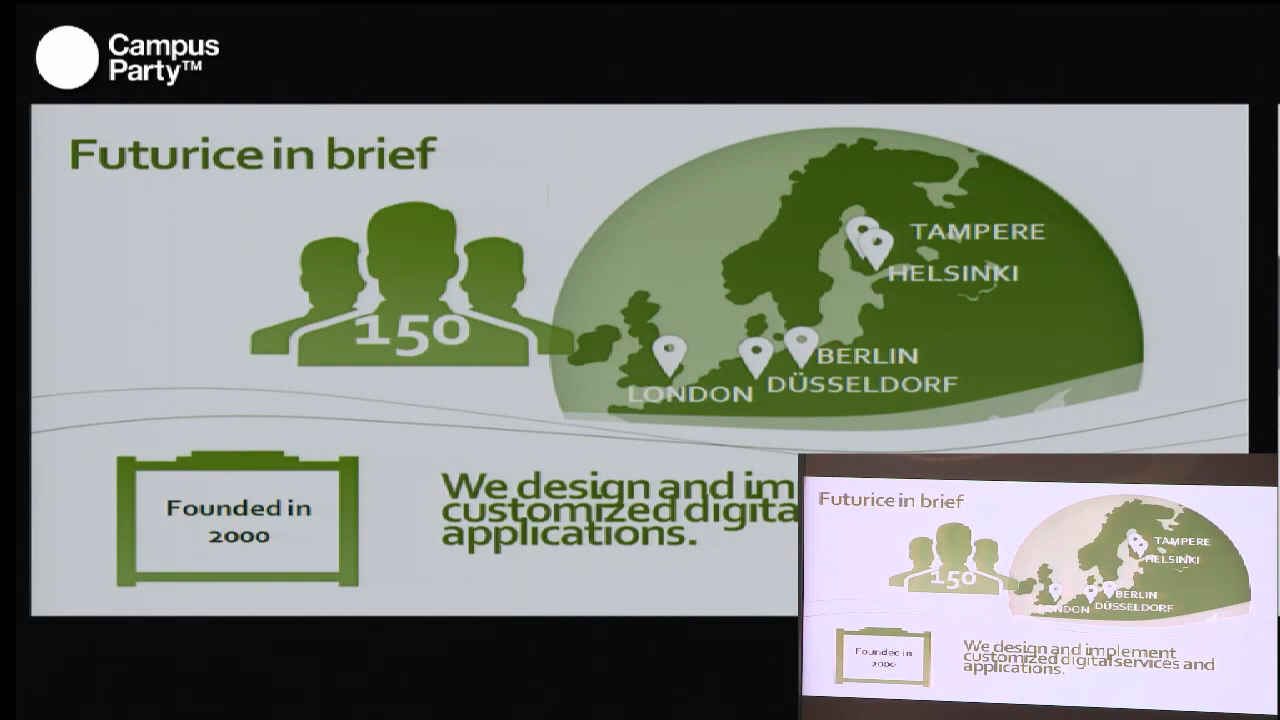 Campus
Party™
Futurice in brief
150
TAMPERE
HELSINKI
BERLIN
DÜSSELDORF
LONDON
Founded in
2000
We design and im
customized digita
applications.
Futurice in brief
150
TAMPERE
HELSINKI
BERLIN
DÜSSELDORF
LONDON
Founded in
2000
We design and implement
customized digital services and
applications.